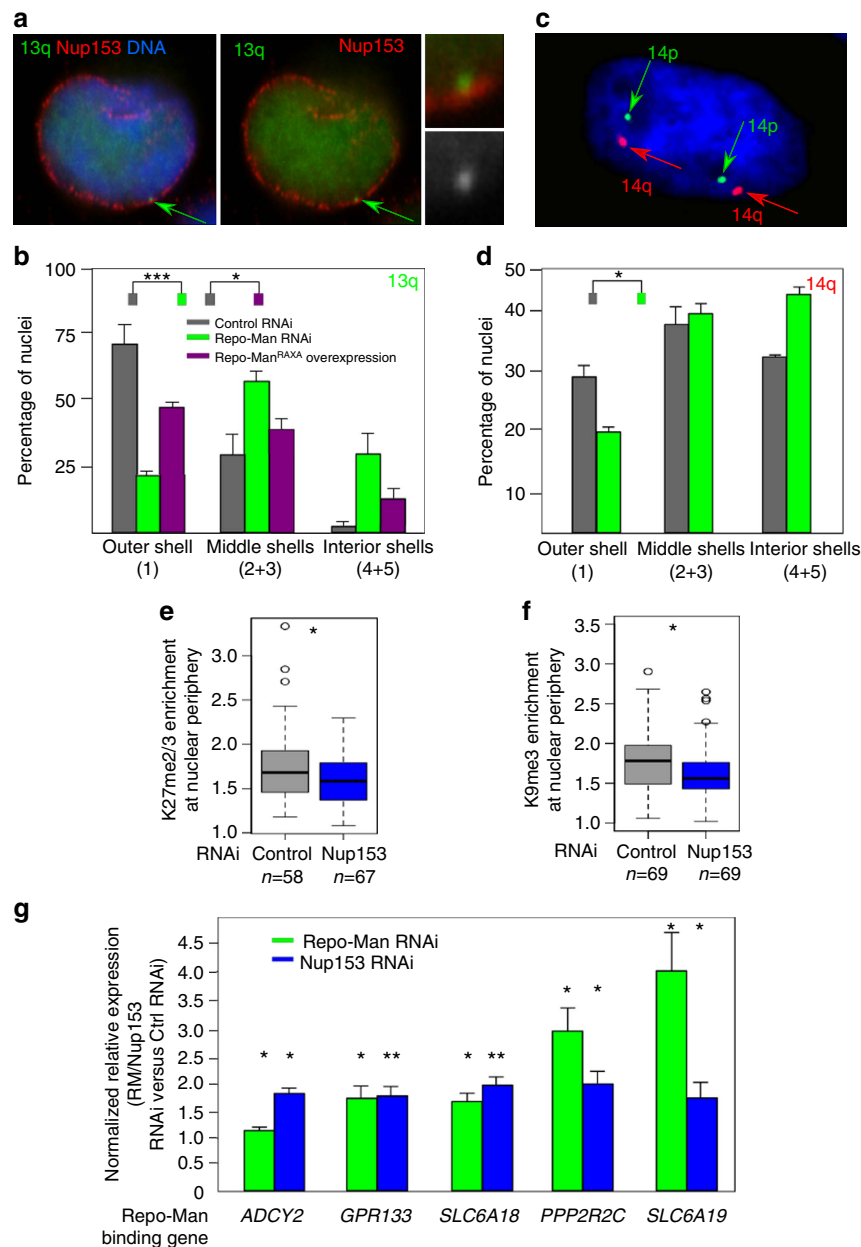 a
13q Nup153 DNA
13q
Nup153
c
14p
14p
14q
14q
b
Percentage of nuclei
100
75
50
25
***
*
13q
Control RNAi
Repo-Man RNAi
Repo-Man^RAXA overexpression
Outer shell
(1)
Middle shells
(2+3)
Interior shells
(4+5)
d
Percentage of nuclei
50
40
30
20
10
*
14q
Outer shell
(1)
Middle shells
(2+3)
Interior shells
(4+5)
e
K27me2/3 enrichment
at nuclear periphery
3.0
2.5
2.0
1.5
1.0
*
RNAi
Control
n=58
Nup153
n=67
f
K9me3 enrichment
at nuclear periphery
3.5
3.0
2.5
2.0
1.5
1.0
*
RNAi
Control
n=69
Nup153
n=69
g
Normalized relative expression
(RM/Nup153
RNAi versus Ctrl RNAi)
4.5
4.0
3.5
3.0
2.5
2.0
1.5
1.0
0.5
0
Repo-Man RNAi
Nup153 RNAi
* *
* **
* **
* *
* *
Repo-Man
binding gene
ADCY2 GPR133 SLC6A18 PPP2R2C SLC6A19